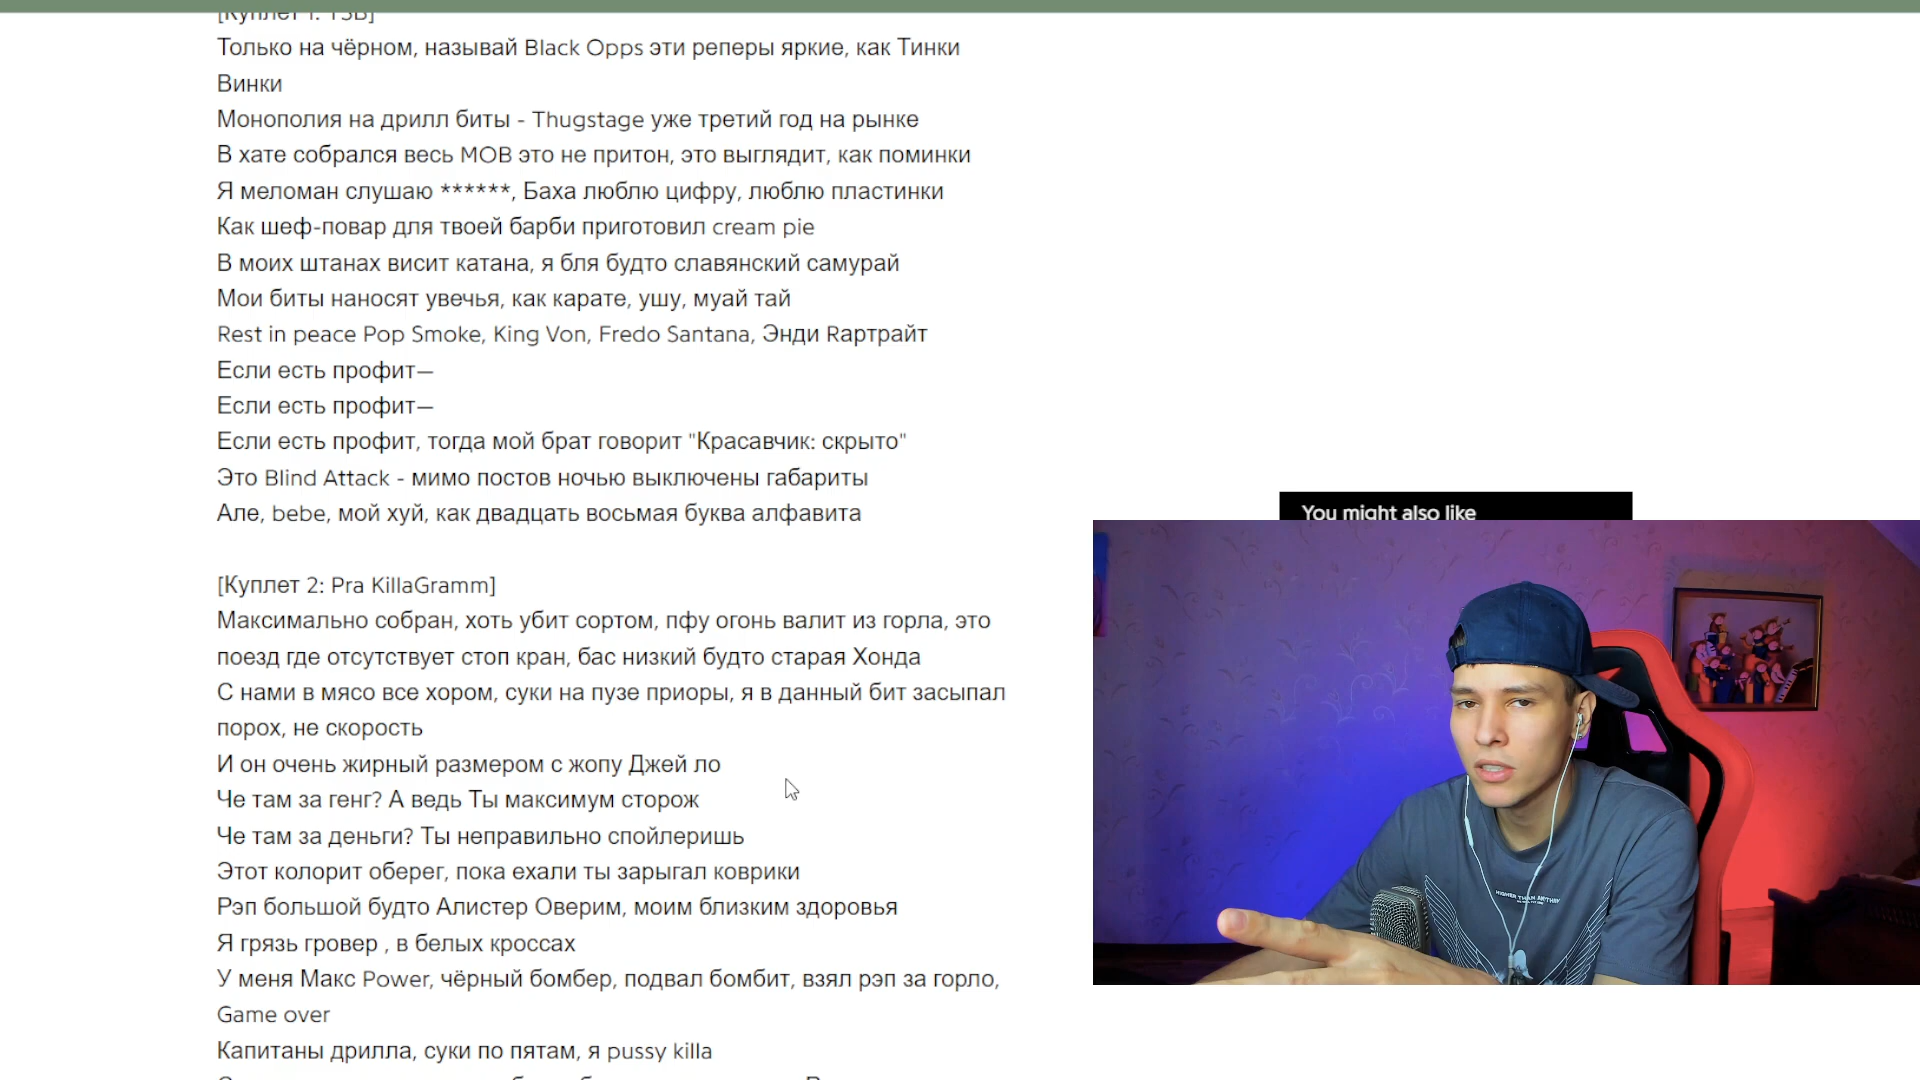 [Куплет 1: TSB]
Только на чёрном, называй Black Opps эти реперы яркие, как Тинки
Винки
Монополия на дрилл биты - Thugstage уже третий год на рынке
В хате собрался весь MOB это не притон, это выглядит, как поминки
Я меломан слушаю ******, Баха люблю цифру, люблю пластинки
Как шеф-повар для твоей барби приготовил cream pie
В моих штанах висит катана, я бля будто славянский самурай
Мои биты наносят увечья, как карате, ушу, муай тай
Rest in peace Pop Smoke, King Von, Fredo Santana, Энди Rартрайт
Если есть профит—
Если есть профит—
Если есть профит, тогда мой брат говорит "Красавчик: скрыто"
Это Blind Attack - мимо постов ночью выключены габариты
Але, bebe, мой хуй, как двадцать восьмая буква алфавита
[Куплет 2: Pra KillaGramm]
Максимально собран, хоть убит сортом, пфу огонь валит из горла, это
поезд где отсутствует стоп кран, бас низкий будто старая Хонда
С нами в мясо все хором, суки на пузе приоры, я в данный бит засыпал
порох, не скорость
И он очень жирный размером с жопу Джей ло
Че там за генг? А ведь Ты максимум сторож
Че там за деньги? Ты неправильно спойлеришь
Этот колорит оберег, пока ехали ты зарыгал коврики
Рэп большой будто Алистер Оверим, моим близким здоровья
Я грязь гровер , в белых кроссах
У меня Макс Power, чёрный бомбер, подвал бомбит, взял рэп за горло,
Game over
Капитаны дрилла, суки по пятам, я pussy killa
You might also like
HIGHER THAN ANYTHING